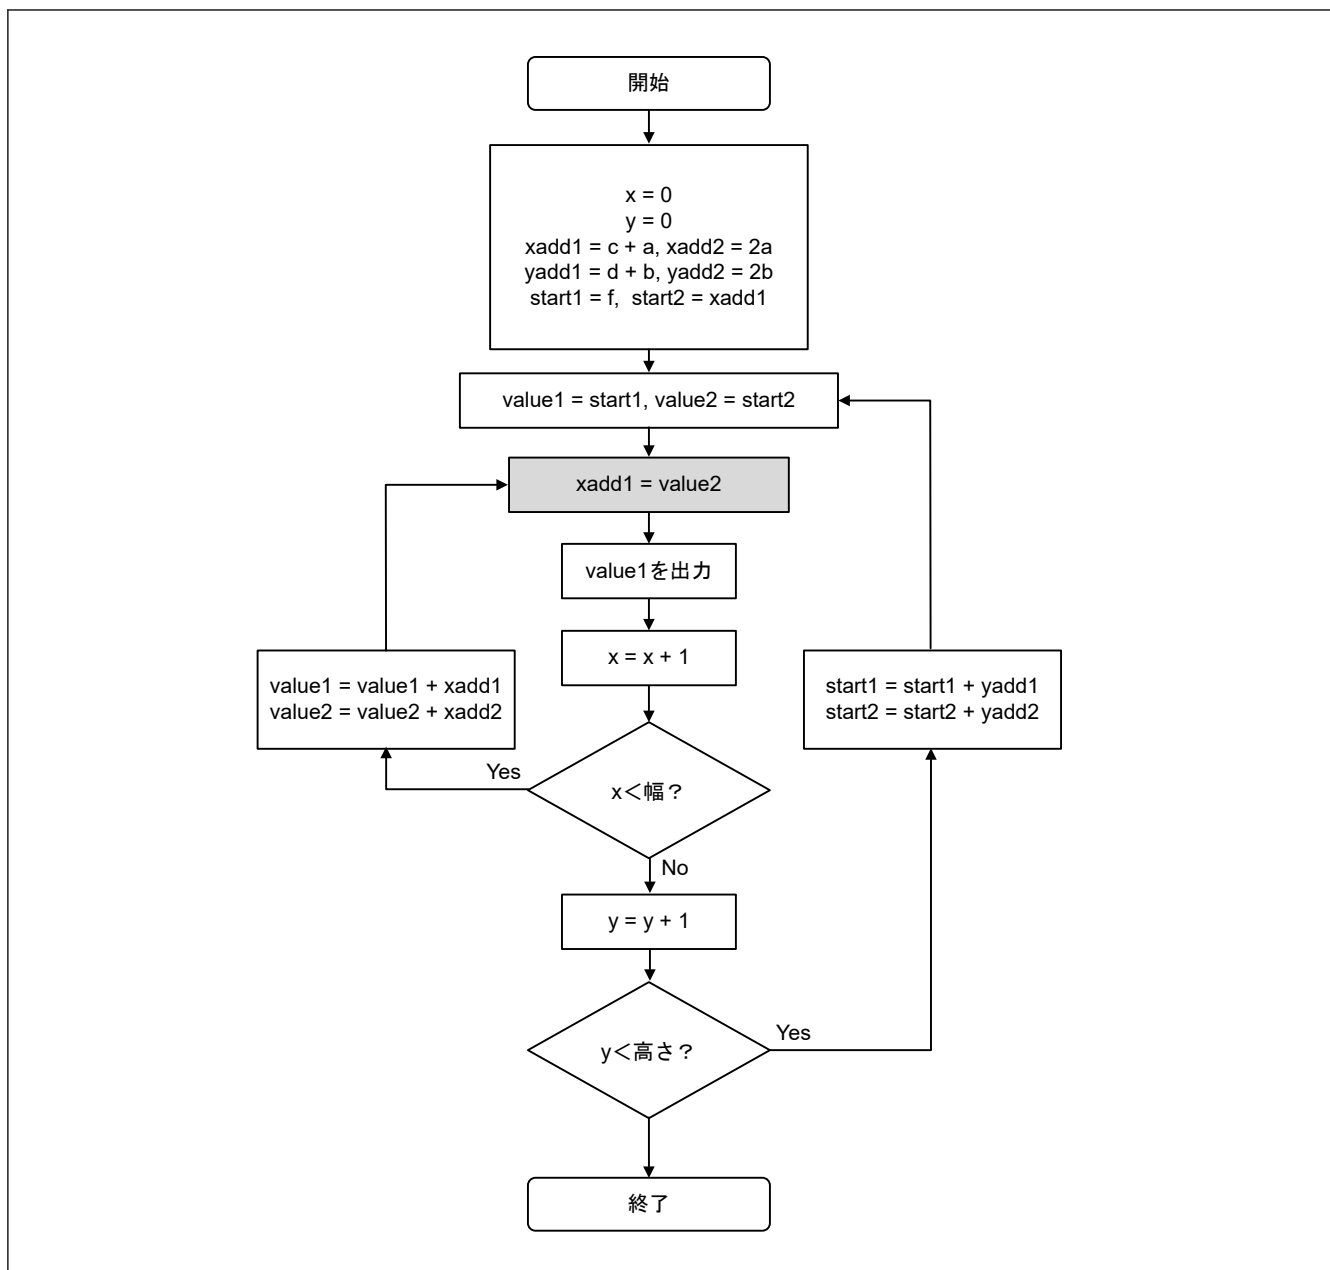 開始
x = 0
y = 0
xadd1 = c + a, xadd2 = 2a
yadd1 = d + b, yadd2 = 2b
start1 = f,  start2 = xadd1
value1 = start1, value2 = start2
xadd1 = value2
value1を出力
x = x + 1
value1 = value1 + xadd1
value2 = value2 + xadd2
start1 = start1 + yadd1
start2 = start2 + yadd2
Yes
x＜幅？
No
y = y + 1
Yes
y＜高さ？
終了